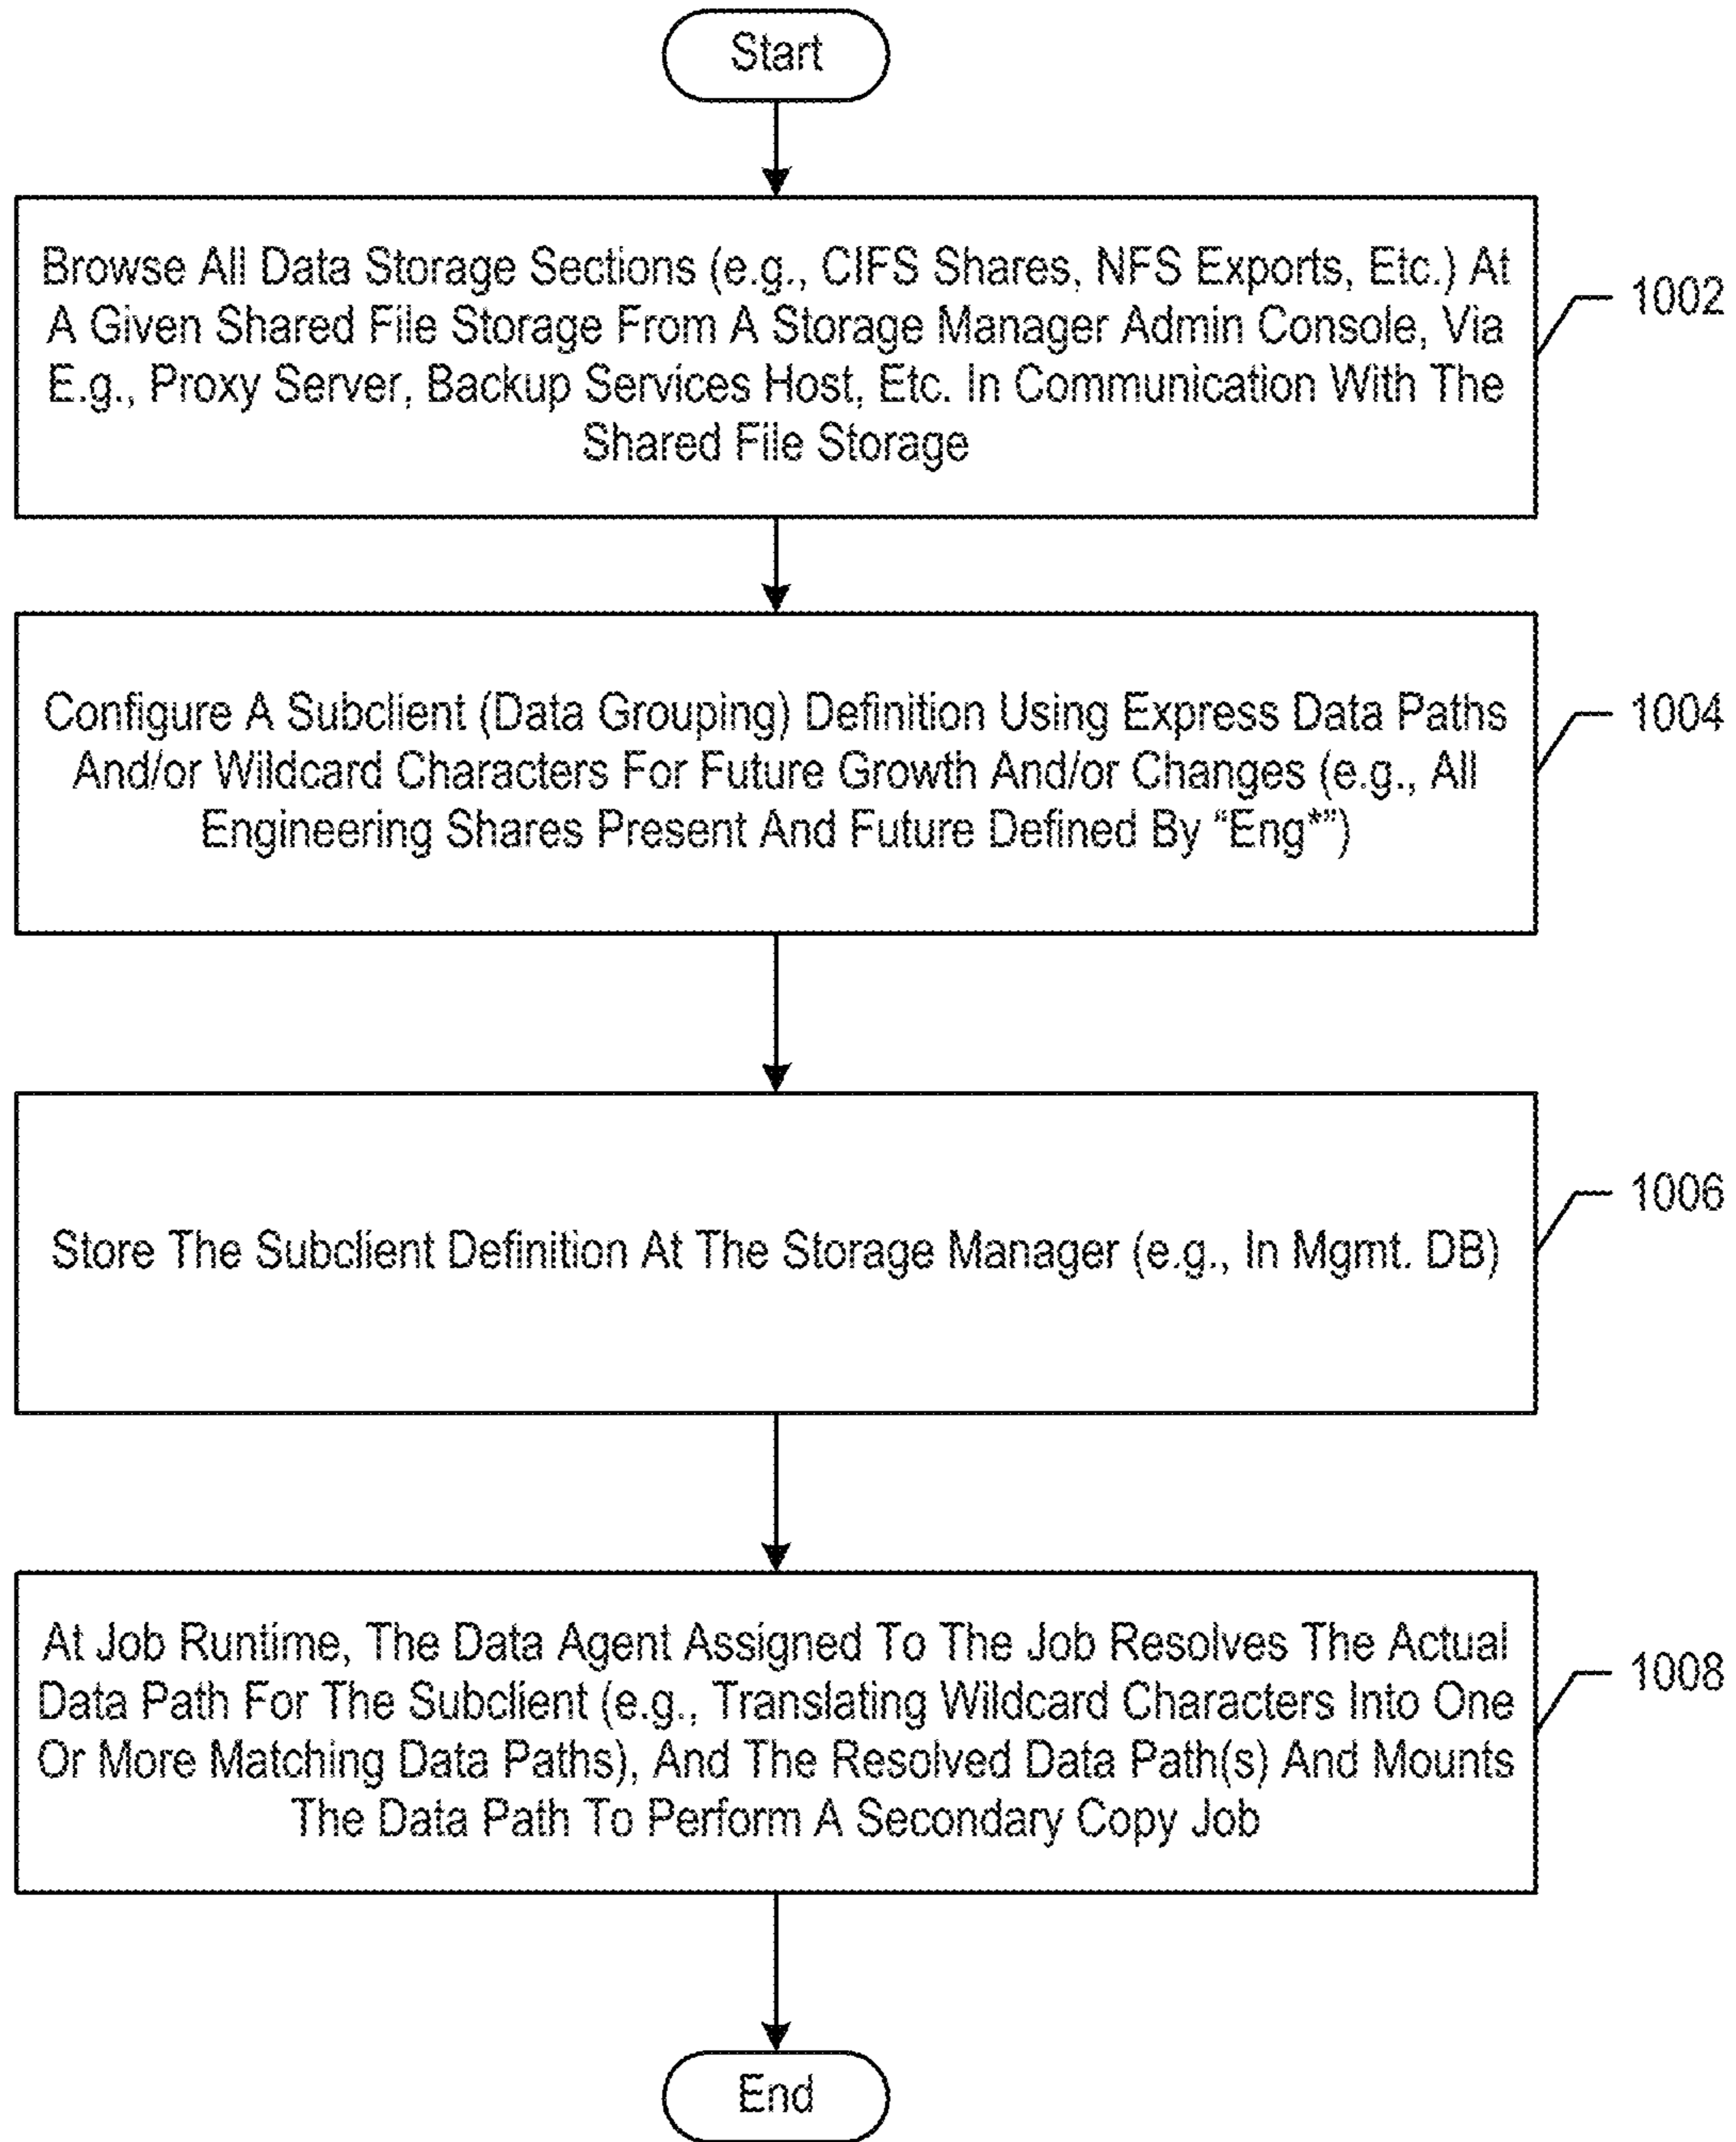 Start
Browse All Data Storage Sections (e.g., CIFS Shares, NFS Exports, Etc.) At
A Given Shared File Storage From A Storage Manager Admin Console, Via
E.g., Proxy Server, Backup Services Host, Etc. In Communication With The
Shared File Storage
1002
Configure A Subclient (Data Grouping) Definition Using Express Data Paths
And/or Wildcard Characters For Future Growth And/or Changes (e.g., All
Engineering Shares Present And Future Defined By “Eng*”)
1004
Store The Subclient Definition At The Storage Manager (e.g., In Mgmt. DB)
1006
At Job Runtime, The Data Agent Assigned To The Job Resolves The Actual
Data Path For The Subclient (e.g., Translating Wildcard Characters Into One
Or More Matching Data Paths), And The Resolved Data Path(s) And Mounts
The Data Path To Perform A Secondary Copy Job
1008
End